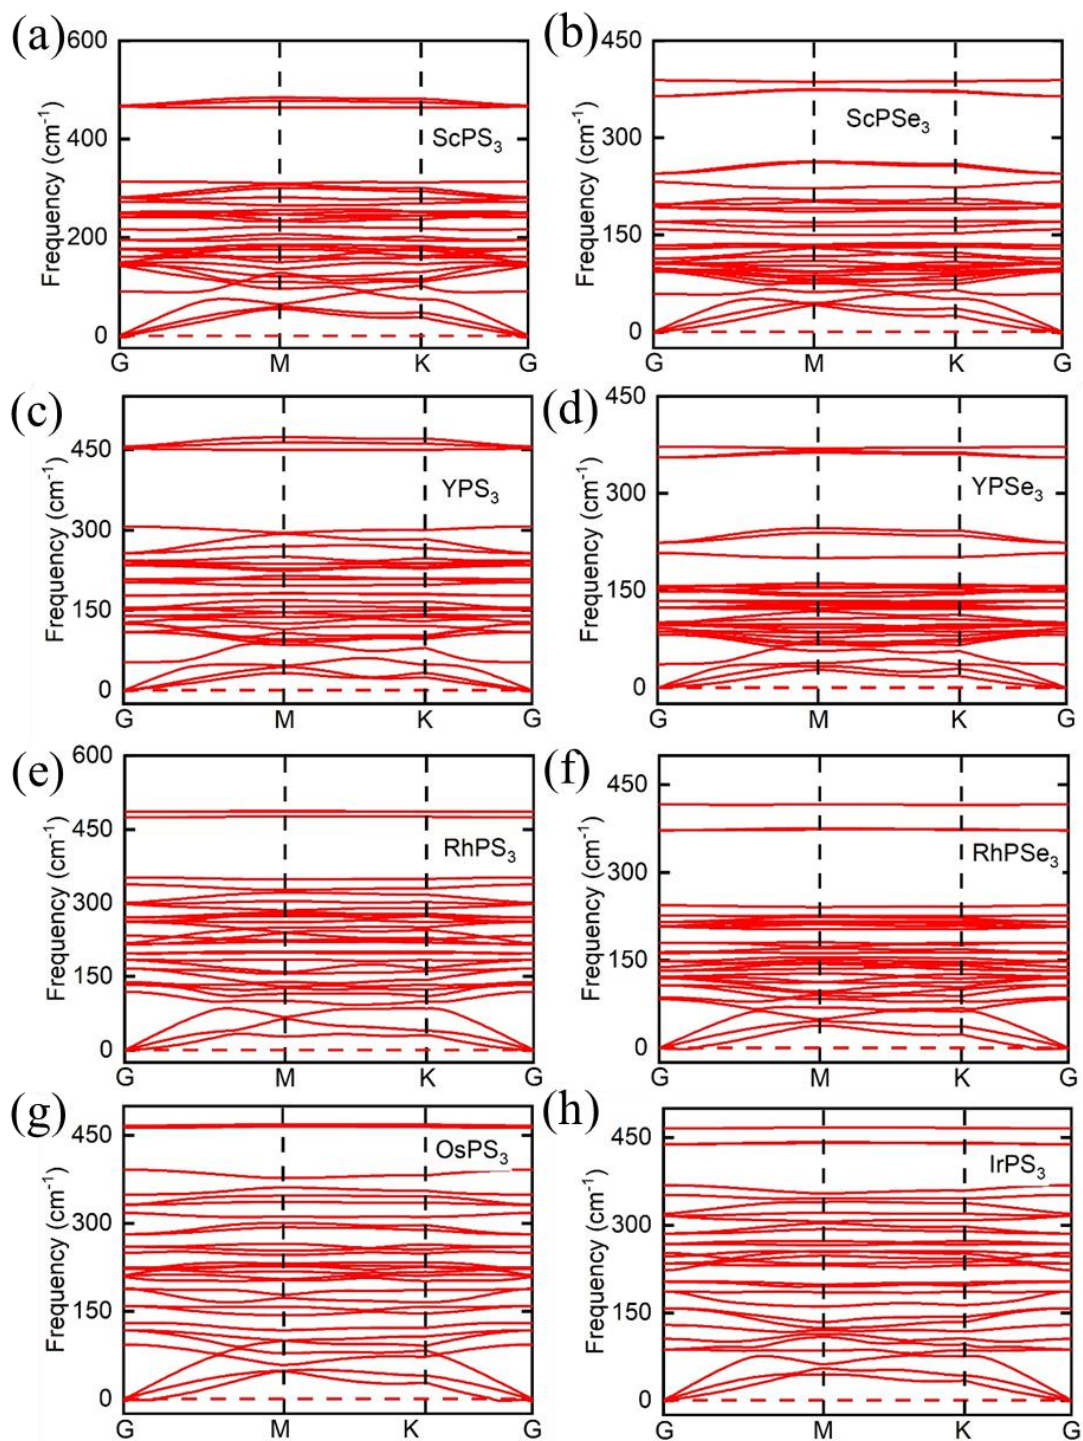 (a)
600
400
200
0
Frequency (cm⁻¹)
ScPS₃
G M K G
(b)
450
300
150
0
Frequency (cm⁻¹)
ScPSe₃
G M K G
(c)
450
300
150
0
Frequency (cm⁻¹)
YPS₃
G M K G
(d)
450
300
150
0
Frequency (cm⁻¹)
YPSe₃
G M K G
(e)
600
450
300
150
0
Frequency (cm⁻¹)
RhPS₃
G M K G
(f)
450
300
150
0
Frequency (cm⁻¹)
RhPSe₃
G M K G
(g)
450
300
150
0
Frequency (cm⁻¹)
OsPS₃
G M K G
(h)
450
300
150
0
Frequency (cm⁻¹)
IrPS₃
G M K G